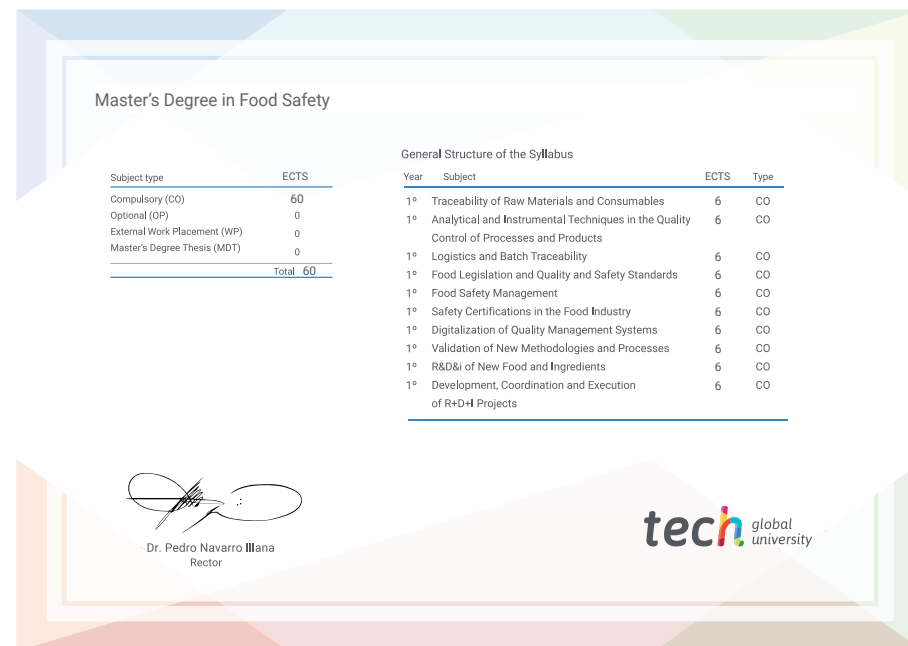 Master's Degree in Food Safety
General Structure of the Syllabus
Subject type ECTS
Compulsory (CO) 60
Optional (OP) 0
External Work Placement (WP) 0
Master's Degree Thesis (MDT) 0
Total 60
Year Subject ECTS Type
1º Traceability of Raw Materials and Consumables 6 CO
1º Analytical and Instrumental Techniques in the Quality 6 CO
Control of Processes and Products
1º Logistics and Batch Traceability 6 CO
1º Food Legislation and Quality and Safety Standards 6 CO
1º Food Safety Management 6 CO
1º Safety Certifications in the Food Industry 6 CO
1º Digitalization of Quality Management Systems 6 CO
1º Validation of New Methodologies and Processes 6 CO
1º R&D&i of New Food and Ingredients 6 CO
1º Development, Coordination and Execution 6 CO
of R+D+I Projects
Dr. Pedro Navarro Illana
Rector
tech global
university